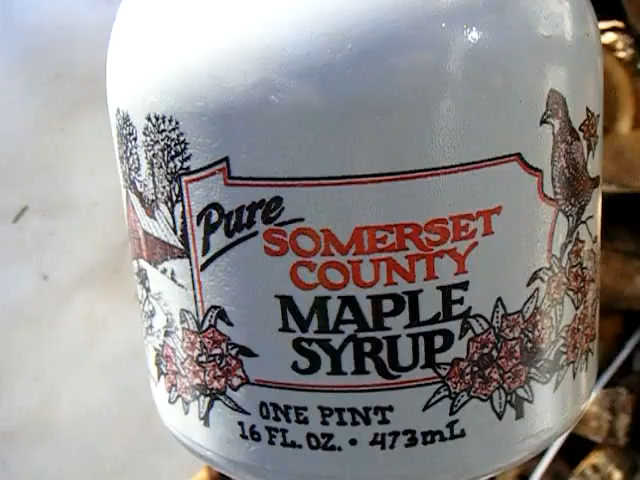 Pure
SOMERSET
COUNTY
MAPLE
SYRUP
ONE PINT
16 FL. OZ. • 473mL